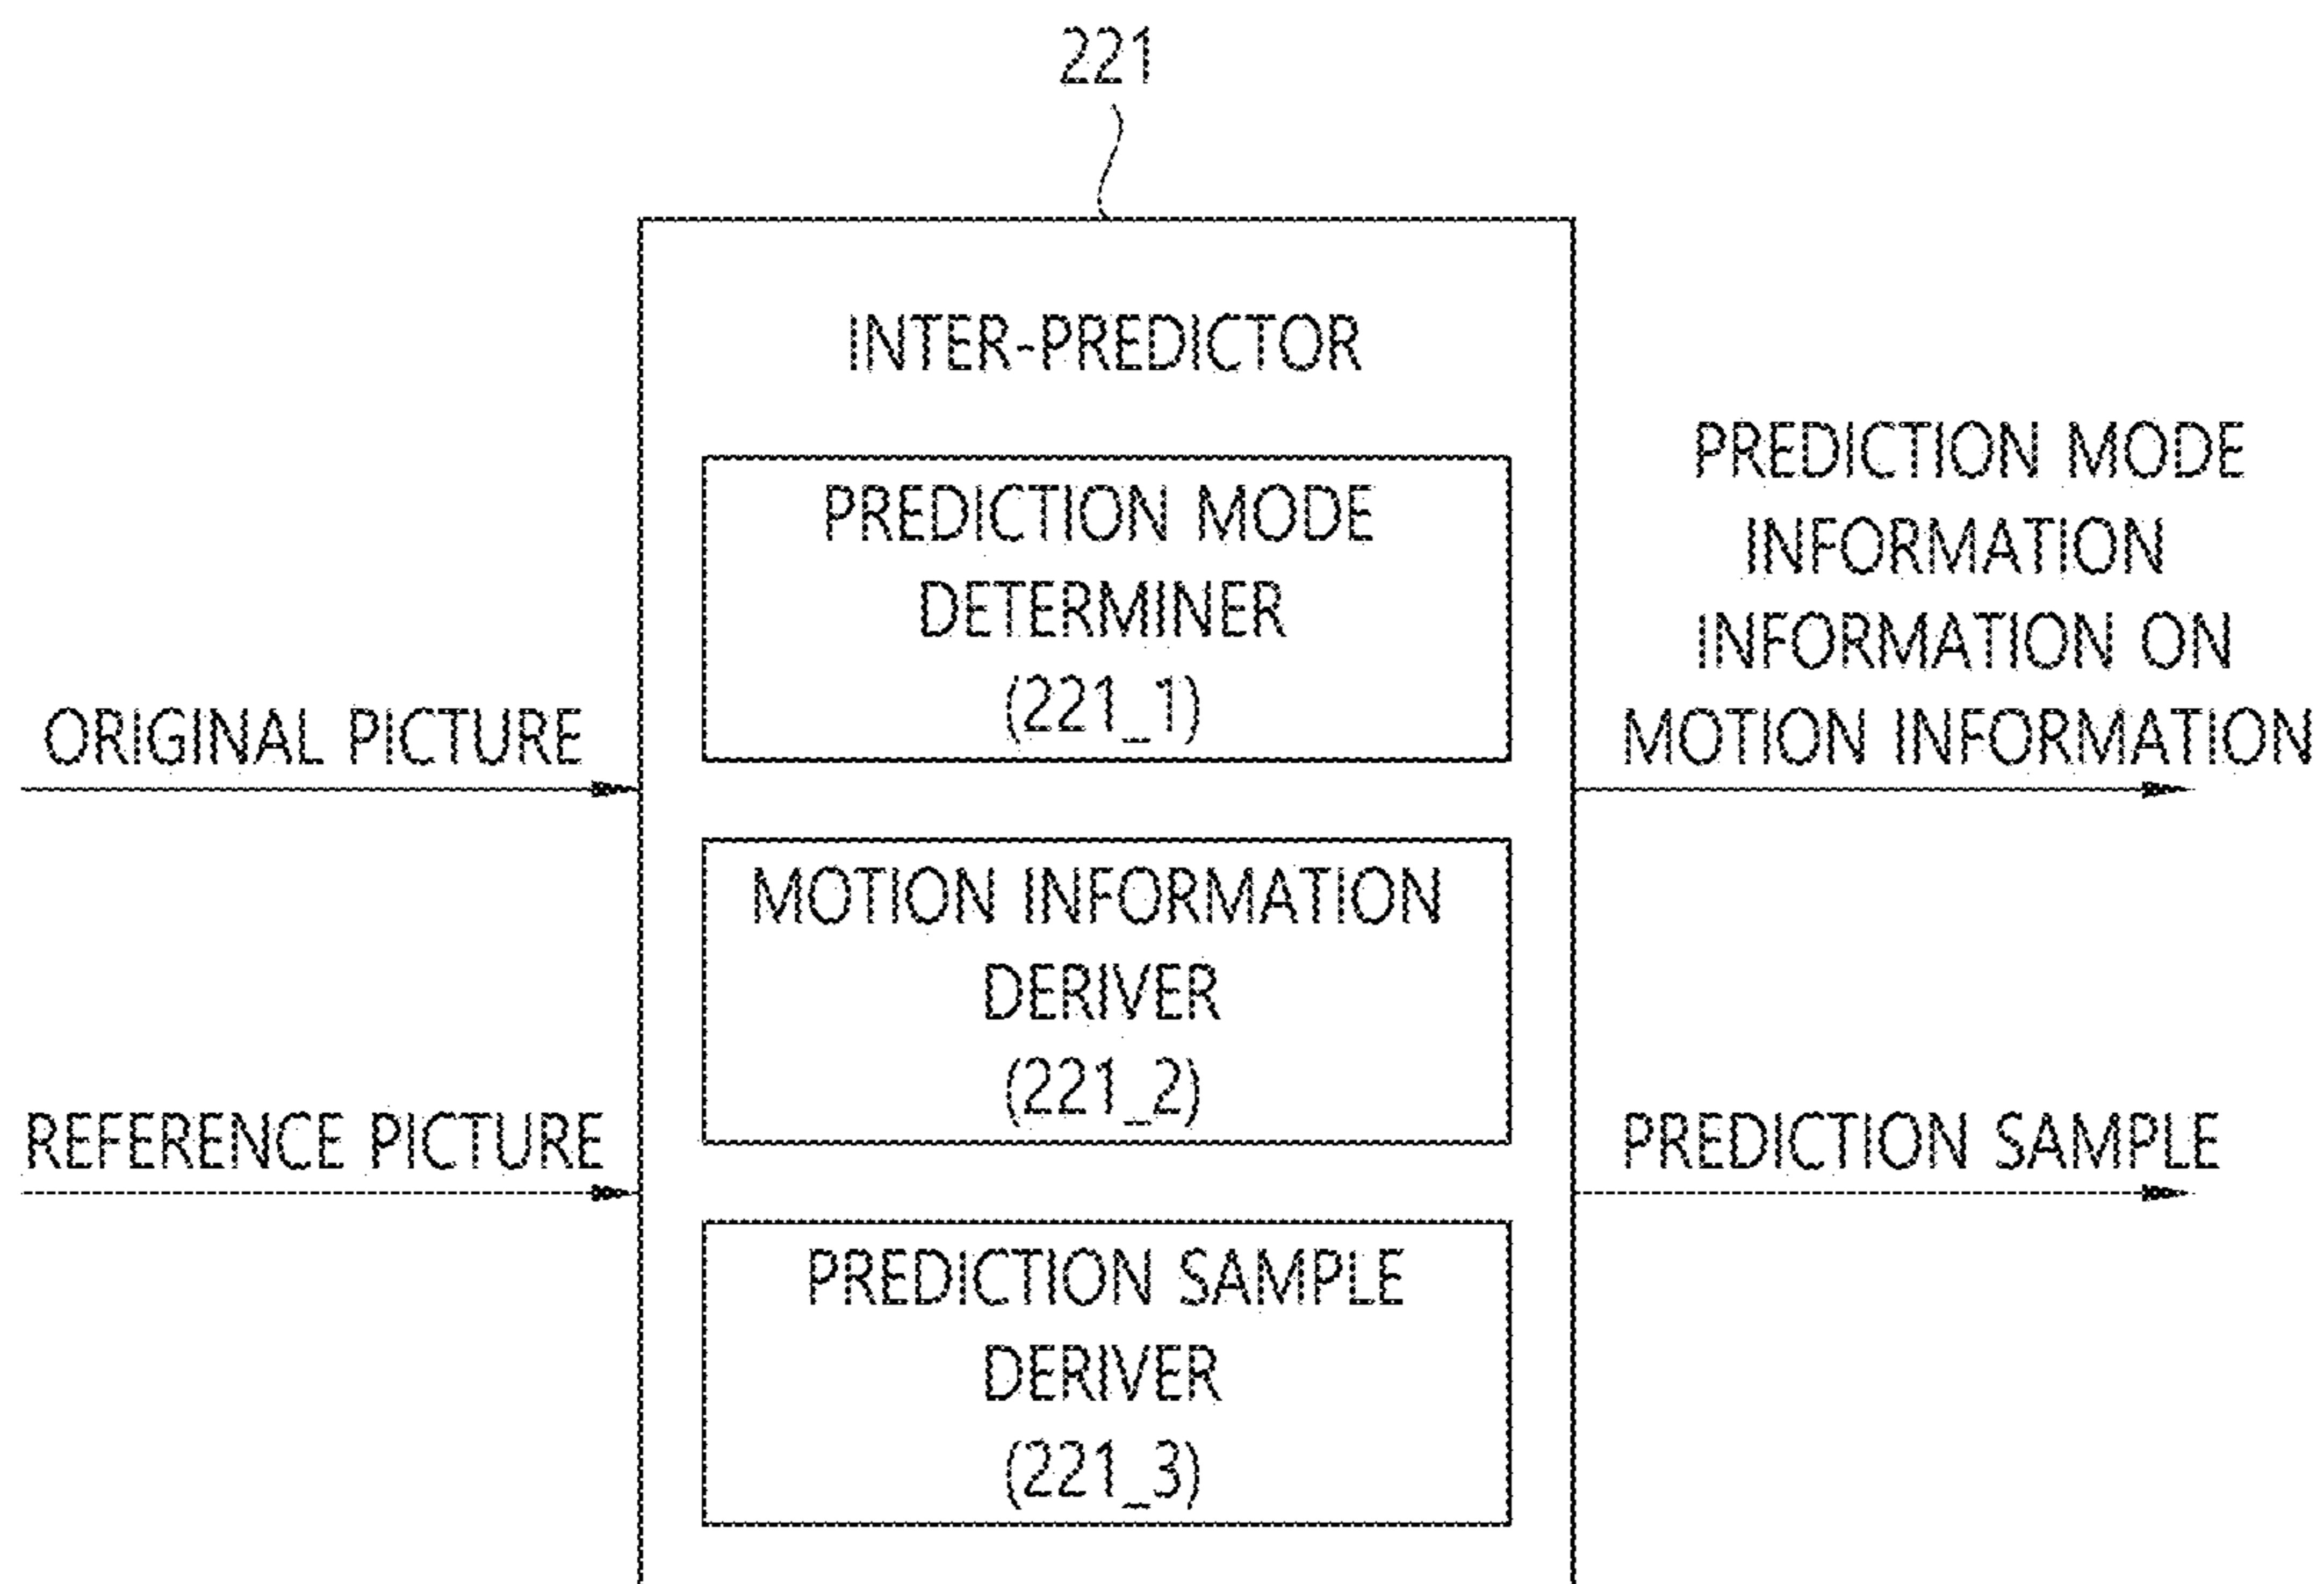 221
INTER-PREDICTOR
PREDICTION MODE
DETERMINER
(221_1)
MOTION INFORMATION
DERIVER
(221_2)
PREDICTION SAMPLE
DERIVER
(221_3)
ORIGINAL PICTURE
REFERENCE PICTURE
PREDICTION MODE
INFORMATION
INFORMATION ON
MOTION INFORMATION
PREDICTION SAMPLE